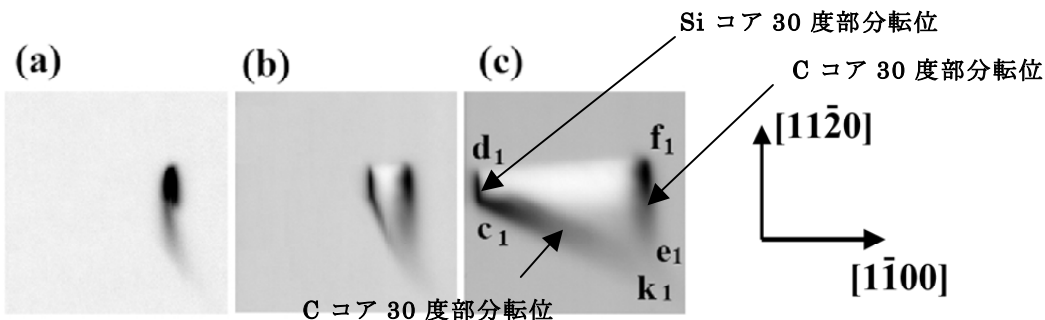 Si コア 30 度部分転位
(a)
(b)
(c)
C コア 30 度部分転位
d₁
f₁
c₁
e₁
k₁
C コア 30 度部分転位
[112̄0]
[11̄00]